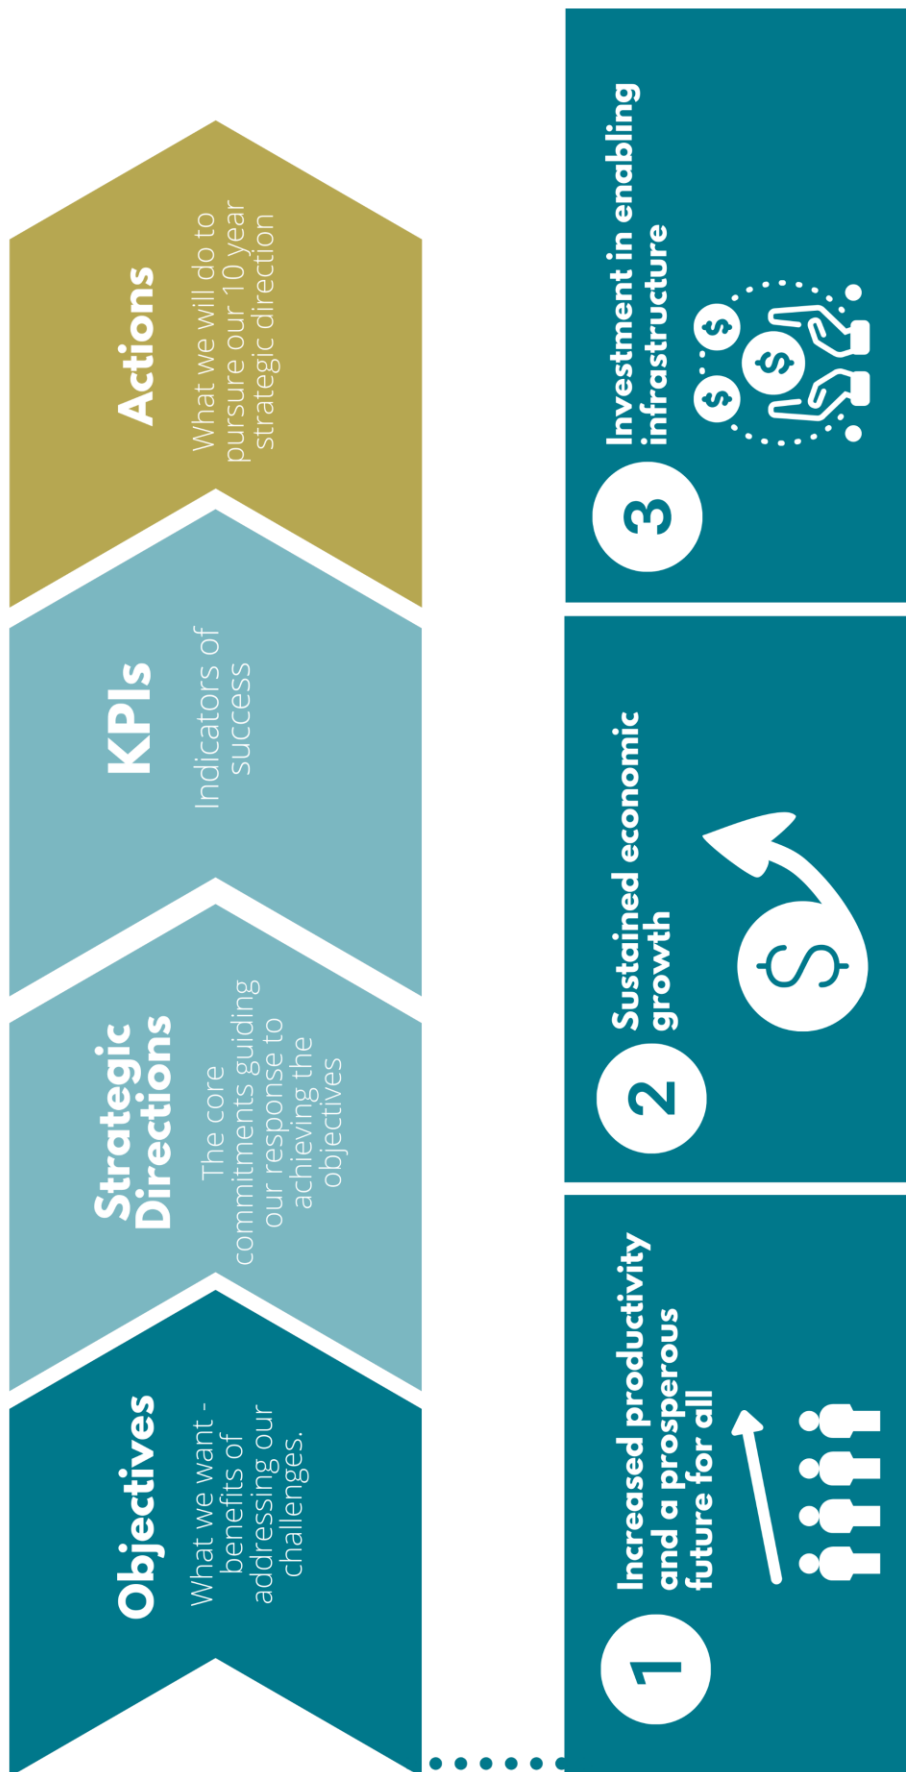 Objectives
What we want -
benefits of
addressing our
challenges.
Strategic
Directions
The core
commitments guiding
our response to
achieving the
objectives
KPIs
Indicators of
success
Actions
What we will do to
pursure our 10 year
strategic direction
1
Increased productivity
and a prosperous
future for all
2
Sustained economic
growth
$
3
Investment in enabling
infrastructure
$
$
$